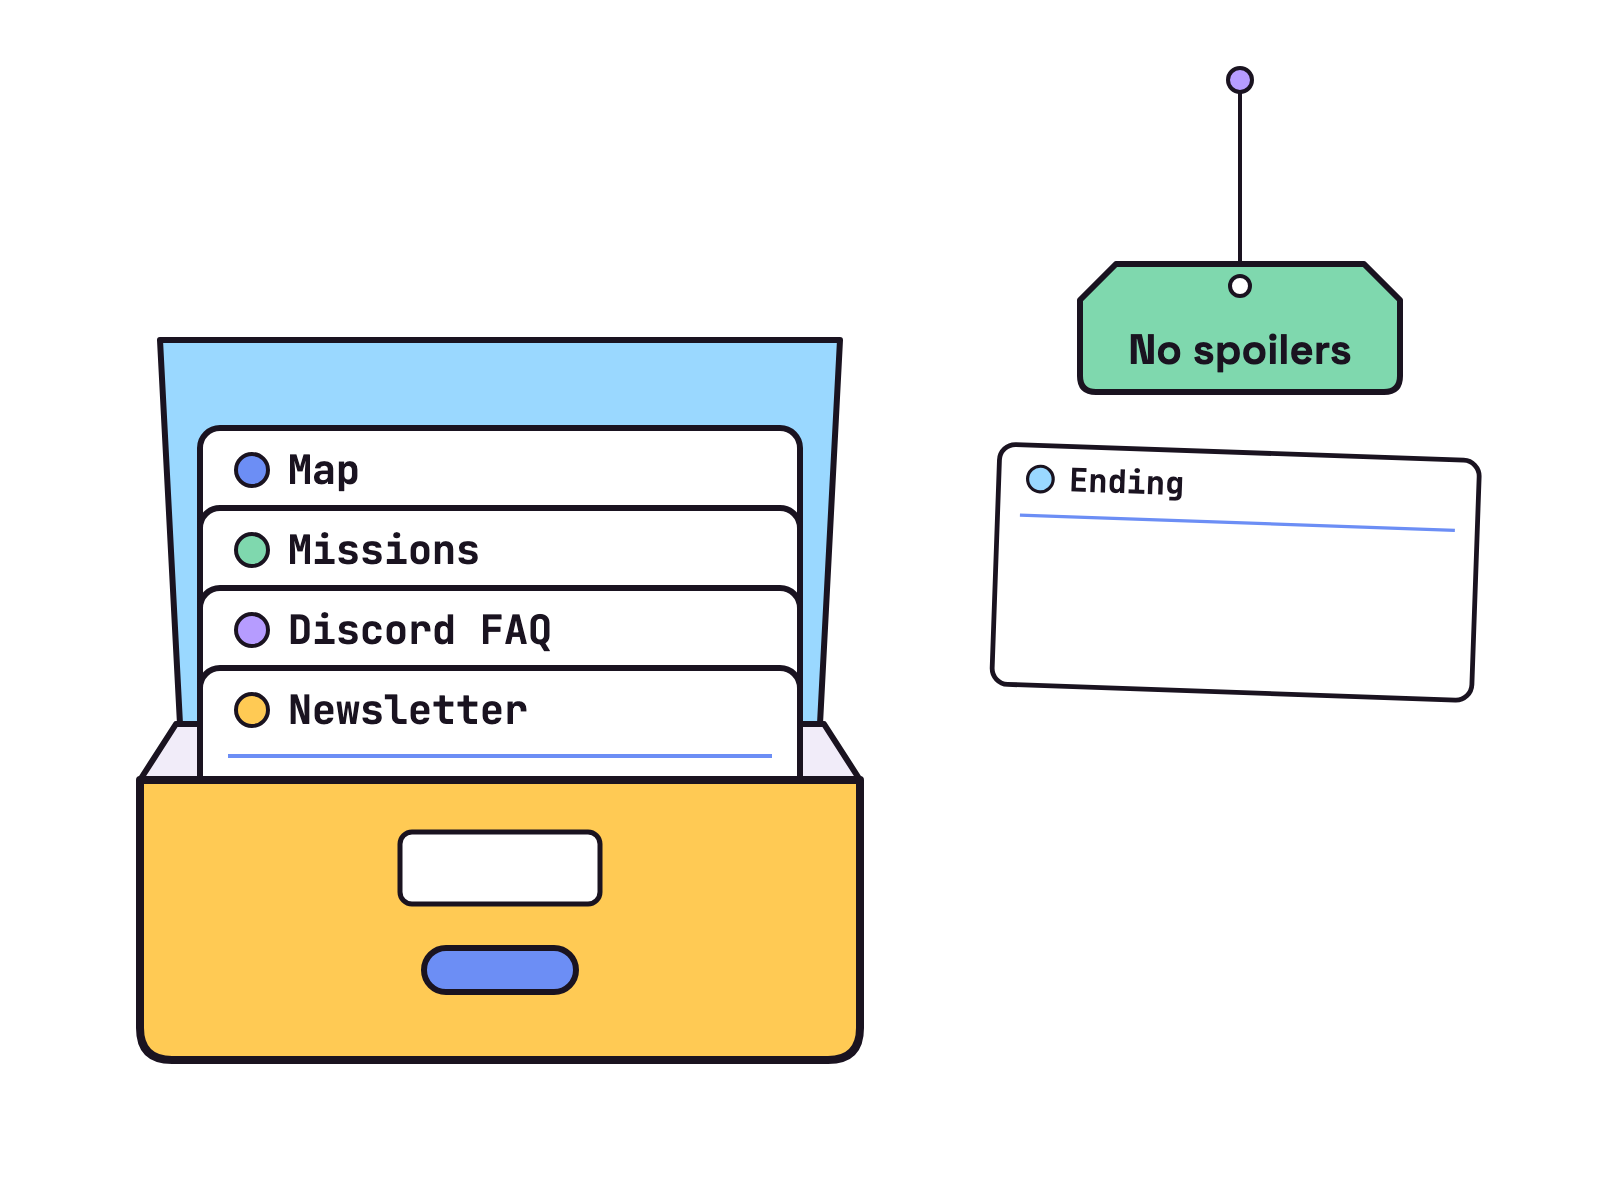 Map
Missions
Discord FAQ
Newsletter
No spoilers
Ending